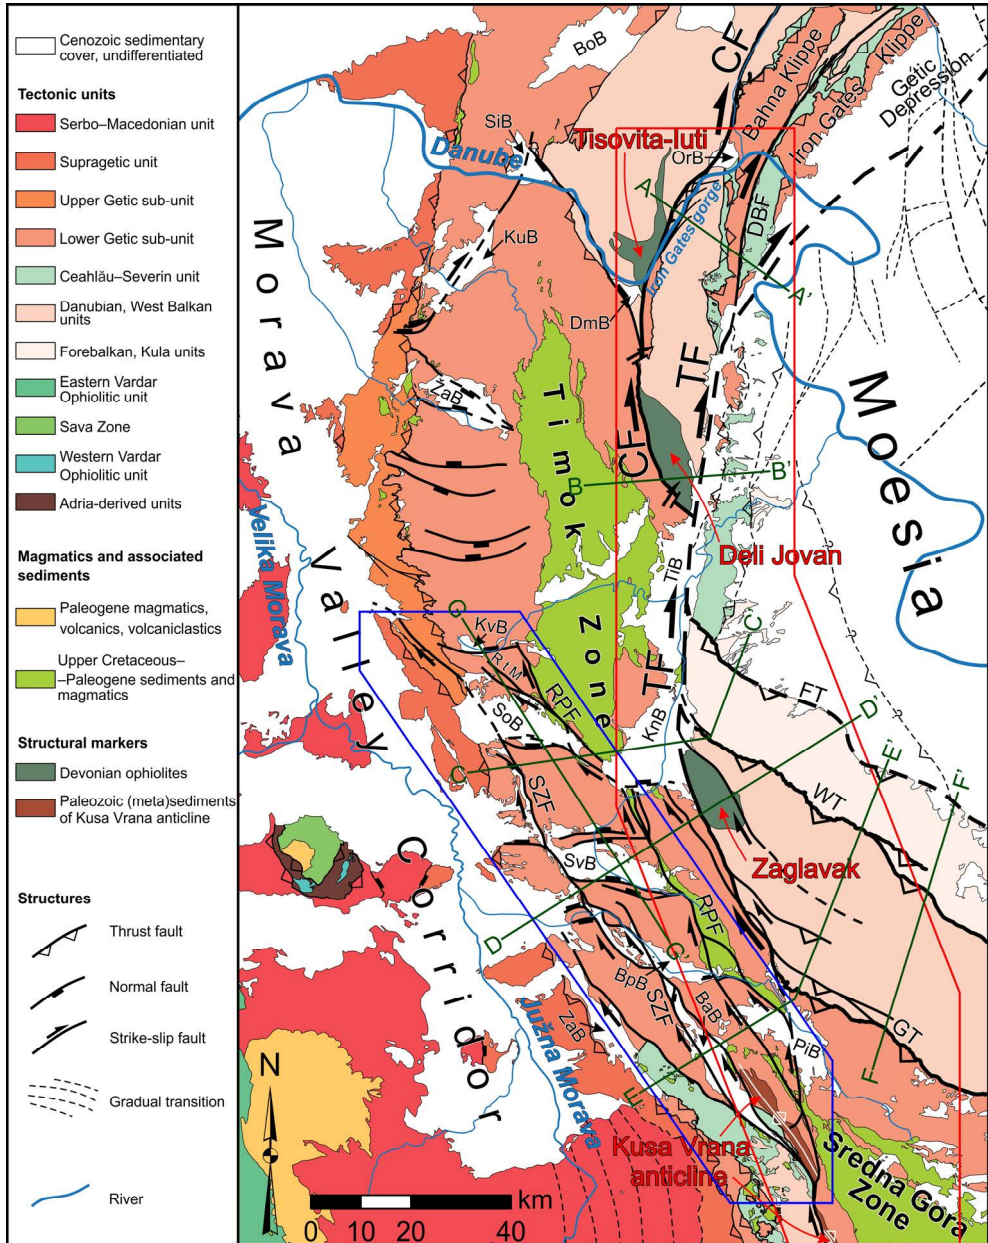 Cenozoic sedimentary
cover, undifferentiated
Tectonic units
Serbo–Macedonian unit
Supragetic unit
Upper Getic sub-unit
Lower Getic sub-unit
Ceahlău–Severin unit
Danubian, West Balkan
units
Forebalkan, Kula units
Eastern Vardar
Ophiolitic unit
Sava Zone
Western Vardar
Ophiolitic unit
Adria-derived units
Magmatics and associated
sediments
Paleogene magmatics,
volcanics, volcaniclastics
Upper Cretaceous–
–Paleogene sediments and
magmatics
Structural markers
Devonian ophiolites
Paleozoic (meta)sediments
of Kusa Vrana anticline
Structures
Thrust fault
Normal fault
Strike-slip fault
Gradual transition
River
BoB
CF
Bahna Klippe
Iron Gates Klippe
Getic
Depression
SiB
Danube
Tisovita-Iuti
OrB
A
Iron Gates gorge
DBF
A'
KuB
DmB
Morava Valley Corridor
ŽaB
Timok Zone
TF
CF
Moesia
B
B'
Velika Morava
Deli Jovan
TiB
G
KvB
RtM
RPF
TF
KnB
C'
FT
SoB
D'
C
SZF
WT
E'
F'
SvB
Zaglavak
D
RPF
G
BpB
SZF
BaB
ZaB
Južna Morava
PiB
GT
E
F
Kusa Vrana
anticline
Sredna Gora
Zone
N
km
0 10 20 40